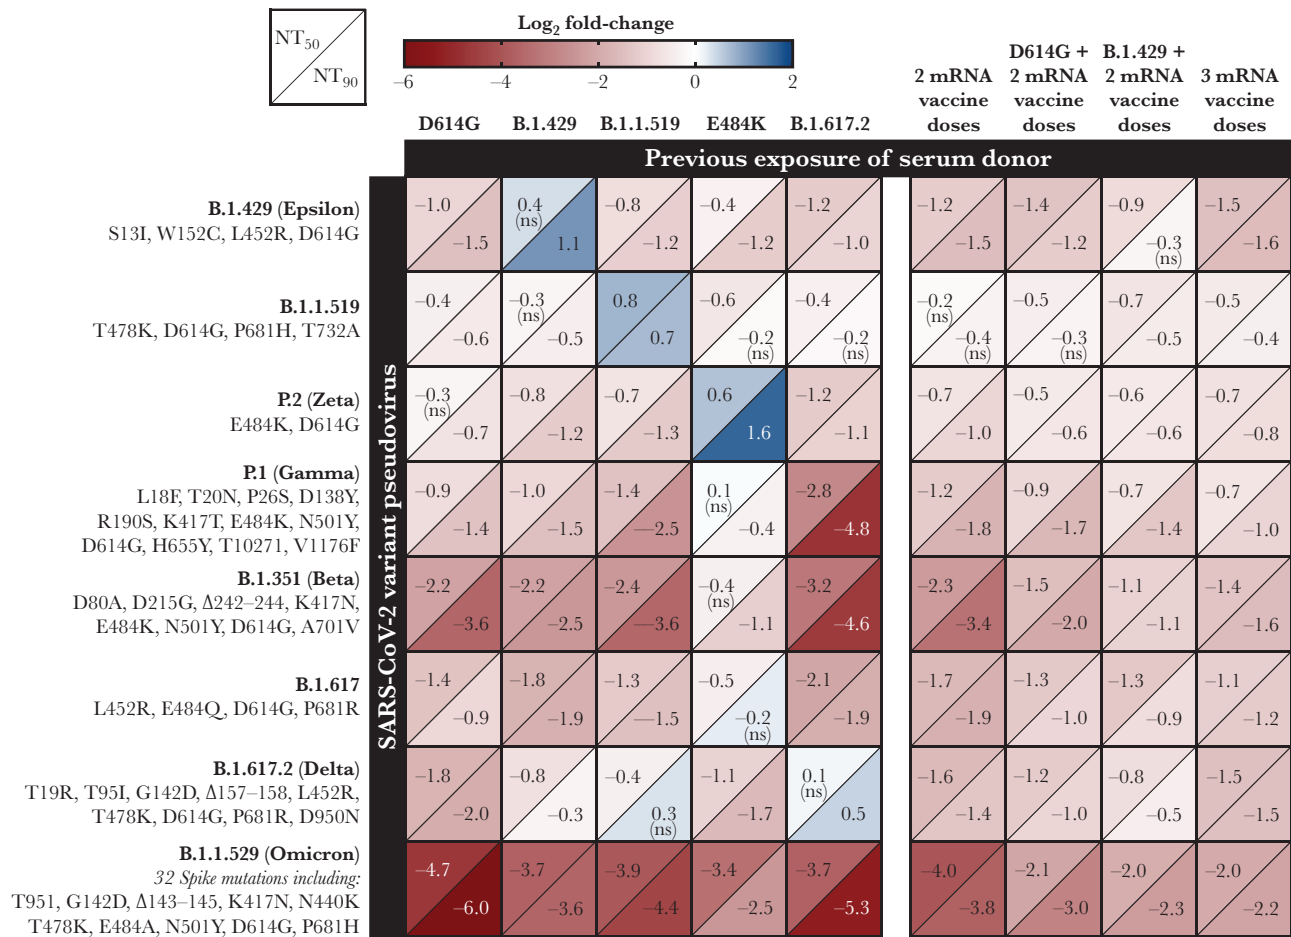 NT50
NT90
Log2 fold-change
−6 −4 −2 0 2
D614G B.1.429 B.1.1.519 E484K B.1.617.2
2 mRNA vaccine doses
D614G + 2 mRNA vaccine doses
B.1.429 + 2 mRNA vaccine doses
3 mRNA vaccine doses
Previous exposure of serum donor
SARS-CoV-2 variant pseudovirus
B.1.429 (Epsilon)
S13I, W152C, L452R, D614G
−1.0 0.4 (ns) −0.8 −0.4 −1.2 −1.2 −1.4 −0.9 −1.5
−1.5 1.1 −1.2 −1.2 −1.0 −1.5 −1.2 −0.3 (ns) −1.6
B.1.1.519
T478K, D614G, P681H, T732A
−0.4 −0.3 (ns) 0.8 −0.6 −0.4 −0.2 (ns) −0.5 −0.7 −0.5
−0.6 −0.5 0.7 −0.2 (ns) −0.2 (ns) −0.4 (ns) −0.3 (ns) −0.5 −0.4
P.2 (Zeta)
E484K, D614G
−0.3 (ns) −0.8 −0.7 0.6 −1.2 −0.7 −0.5 −0.6 −0.7
−0.7 −1.2 −1.3 1.6 −1.1 −1.0 −0.6 −0.6 −0.8
P.1 (Gamma)
L18F, T20N, P26S, D138Y,
R190S, K417T, E484K, N501Y,
D614G, H655Y, T10271, V1176F
−0.9 −1.0 −1.4 0.1 (ns) −2.8 −1.2 −0.9 −0.7 −0.7
−1.4 −1.5 −2.5 −0.4 −4.8 −1.8 −1.7 −1.4 −1.0
B.1.351 (Beta)
D80A, D215G, Δ242–244, K417N,
E484K, N501Y, D614G, A701V
−2.2 −2.2 −2.4 −0.4 (ns) −3.2 −2.3 −1.5 −1.1 −1.4
−3.6 −2.5 −3.6 −1.1 −4.6 −3.4 −2.0 −1.1 −1.6
B.1.617
L452R, E484Q, D614G, P681R
−1.4 −1.8 −1.3 −0.5 −2.1 −1.7 −1.3 −1.3 −1.1
−0.9 −1.9 −1.5 −0.2 (ns) −1.9 −1.9 −1.0 −0.9 −1.2
B.1.617.2 (Delta)
T19R, T95I, G142D, Δ157–158, L452R,
T478K, D614G, P681R, D950N
−1.8 −0.8 −0.4 −1.1 0.1 (ns) −1.6 −1.2 −0.8 −1.5
−2.0 −0.3 0.3 (ns) −1.7 0.5 −1.4 −1.0 −0.5 −1.5
B.1.1.529 (Omicron)
32 Spike mutations including:
T951, G142D, Δ143–145, K417N, N440K
T478K, E484A, N501Y, D614G, P681H
−4.7 −3.7 −3.9 −3.4 −3.7 −4.0 −2.1 −2.0 −2.0
−6.0 −3.6 −4.4 −2.5 −5.3 −3.8 −3.0 −2.3 −2.2